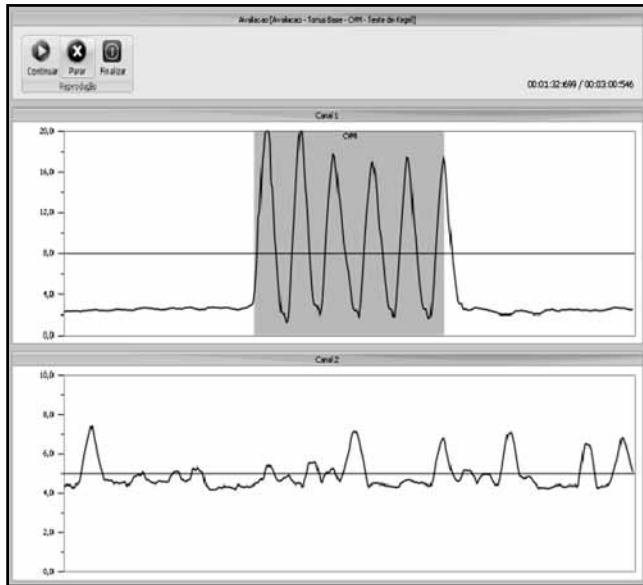 Avaliacao [Avaliacao - Tonus Base - CVM - Teste de Kegel]
Continuar Parar Finalizar
Reprodução
00:01:32:699 / 00:03:00:546
Canal 1
CVM
20,0
16,0
12,0
8,0
4,0
0,0
Canal 2
10,0
8,0
6,0
4,0
2,0
0,0